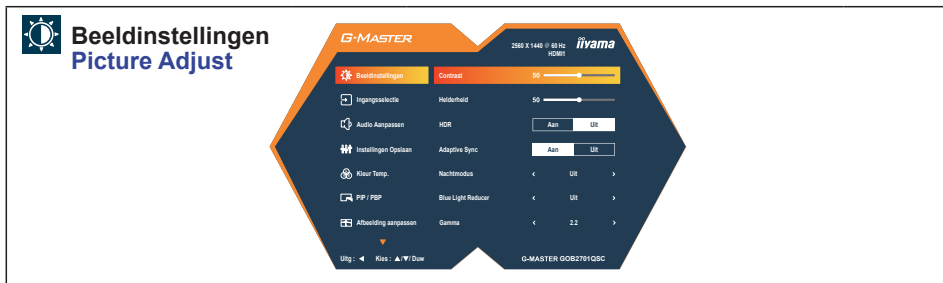 Beeldinstellingen
Picture Adjust
G-MASTER
2560 X 1440 @ 60 Hz
HDMI1
iiyama
Beeldinstellingen Contrast 50
Ingangsselectie Helderheid 50
Audio Aanpassen HDR Aan Uit
Instellingen Opslaan Adaptive Sync Aan Uit
Kleur Temp. Nachtmodus ‹ Uit ›
PIP / PBP Blue Light Reducer ‹ Uit ›
Afbeelding aanpassen Gamma ‹ 2.2 ›
Uitg : ◀ Kies : ▲/▼/ Duw G-MASTER GOB2701QSC